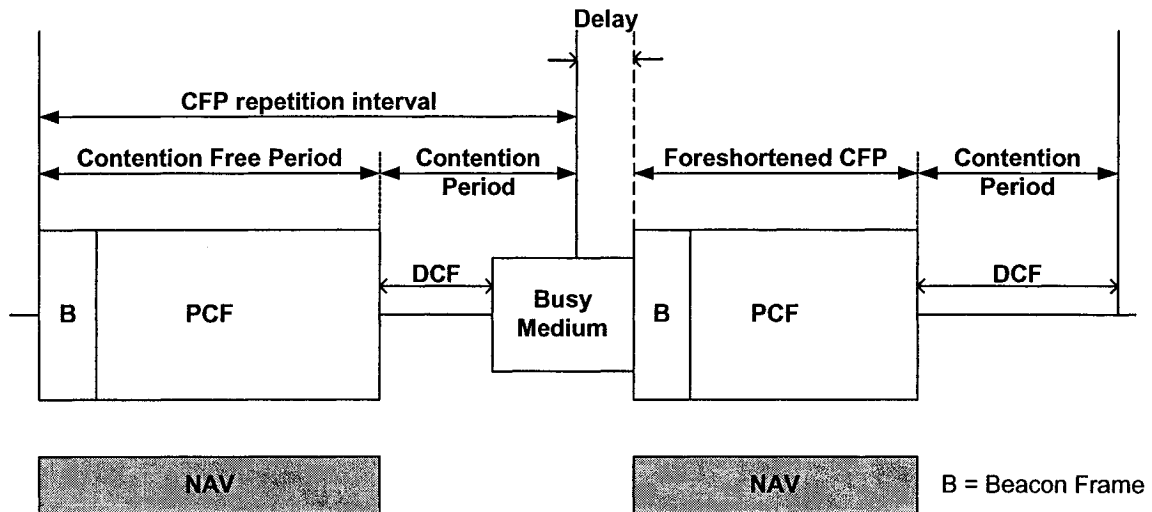 Delay
CFP repetition interval
Contention Free Period
Contention
Period
Foreshortened CFP
Contention
Period
DCF
DCF
B
PCF
Busy
Medium
B
PCF
NAV
NAV
B = Beacon Frame